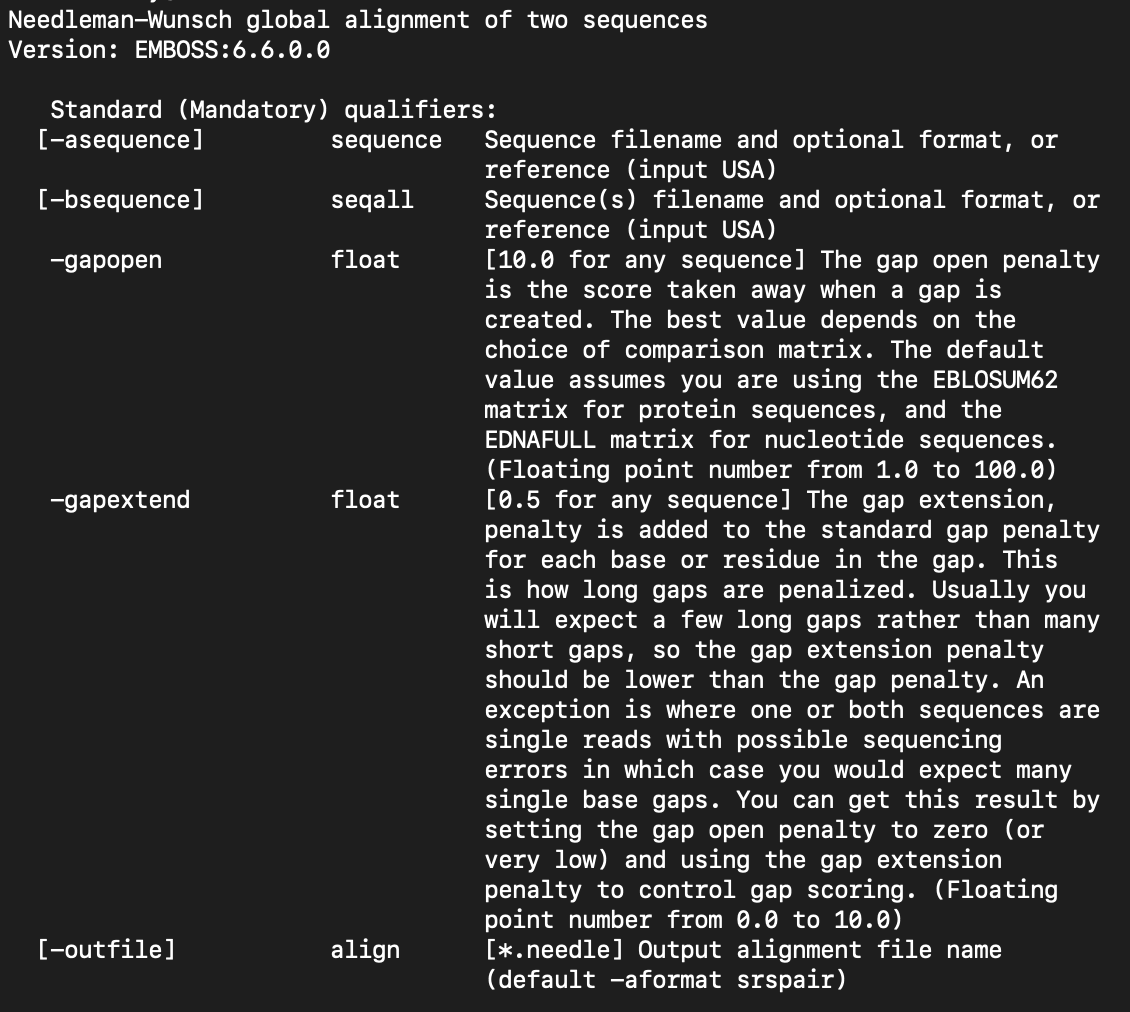 Needleman-Wunsch global alignment of two sequences
Version: EMBOSS:6.6.0.0

   Standard (Mandatory) qualifiers:
  [-asequence]         sequence   Sequence filename and optional format, or
                                  reference (input USA)
  [-bsequence]         seqall     Sequence(s) filename and optional format, or
                                  reference (input USA)
   -gapopen            float      [10.0 for any sequence] The gap open penalty
                                  is the score taken away when a gap is
                                  created. The best value depends on the
                                  choice of comparison matrix. The default
                                  value assumes you are using the EBLOSUM62
                                  matrix for protein sequences, and the
                                  EDNAFULL matrix for nucleotide sequences.
                                  (Floating point number from 1.0 to 100.0)
   -gapextend          float      [0.5 for any sequence] The gap extension,
                                  penalty is added to the standard gap penalty
                                  for each base or residue in the gap. This
                                  is how long gaps are penalized. Usually you
                                  will expect a few long gaps rather than many
                                  short gaps, so the gap extension penalty
                                  should be lower than the gap penalty. An
                                  exception is where one or both sequences are
                                  single reads with possible sequencing
                                  errors in which case you would expect many
                                  single base gaps. You can get this result by
                                  setting the gap open penalty to zero (or
                                  very low) and using the gap extension
                                  penalty to control gap scoring. (Floating
                                  point number from 0.0 to 10.0)
  [-outfile]           align      [*.needle] Output alignment file name
                                  (default -aformat srspair)